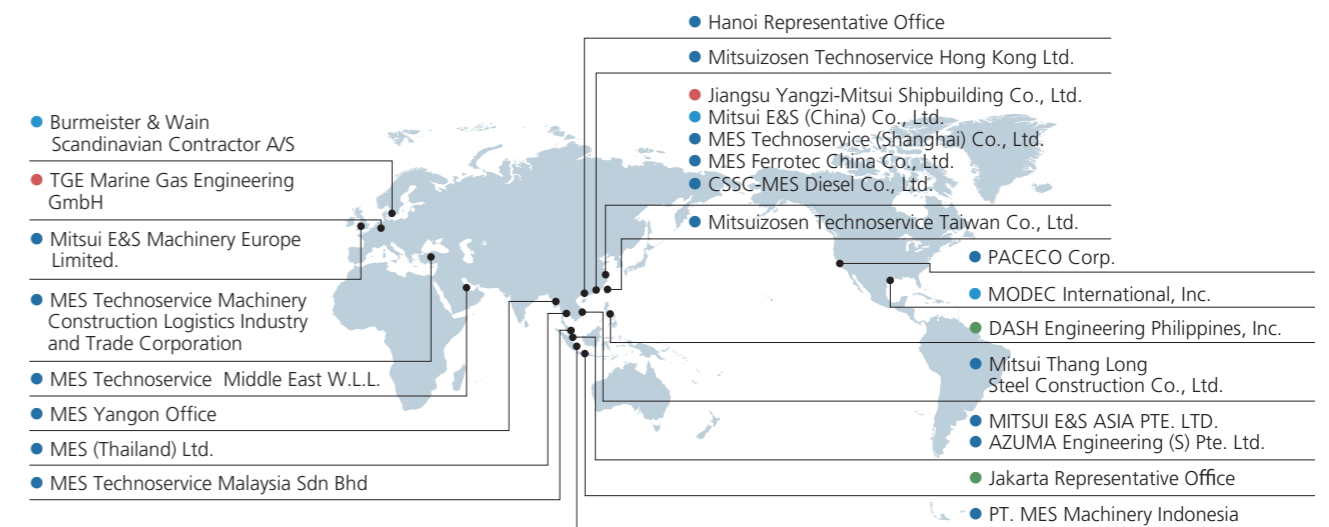 Burmeister & Wain
Scandinavian Contractor A/S
TGE Marine Gas Engineering
GmbH
Mitsui E&S Machinery Europe
Limited.
MES Technoservice Machinery
Construction Logistics Industry
and Trade Corporation
MES Technoservice Middle East W.L.L.
MES Yangon Office
MES (Thailand) Ltd.
MES Technoservice Malaysia Sdn Bhd
Hanoi Representative Office
Mitsuizosen Technoservice Hong Kong Ltd.
Jiangsu Yangzi-Mitsui Shipbuilding Co., Ltd.
Mitsui E&S (China) Co., Ltd.
MES Technoservice (Shanghai) Co., Ltd.
MES Ferrotec China Co., Ltd.
CSSC-MES Diesel Co., Ltd.
Mitsuizosen Technoservice Taiwan Co., Ltd.
PACECO Corp.
MODEC International, Inc.
DASH Engineering Philippines, Inc.
Mitsui Thang Long
Steel Construction Co., Ltd.
MITSUI E&S ASIA PTE. LTD.
AZUMA Engineering (S) Pte. Ltd.
Jakarta Representative Office
PT. MES Machinery Indonesia